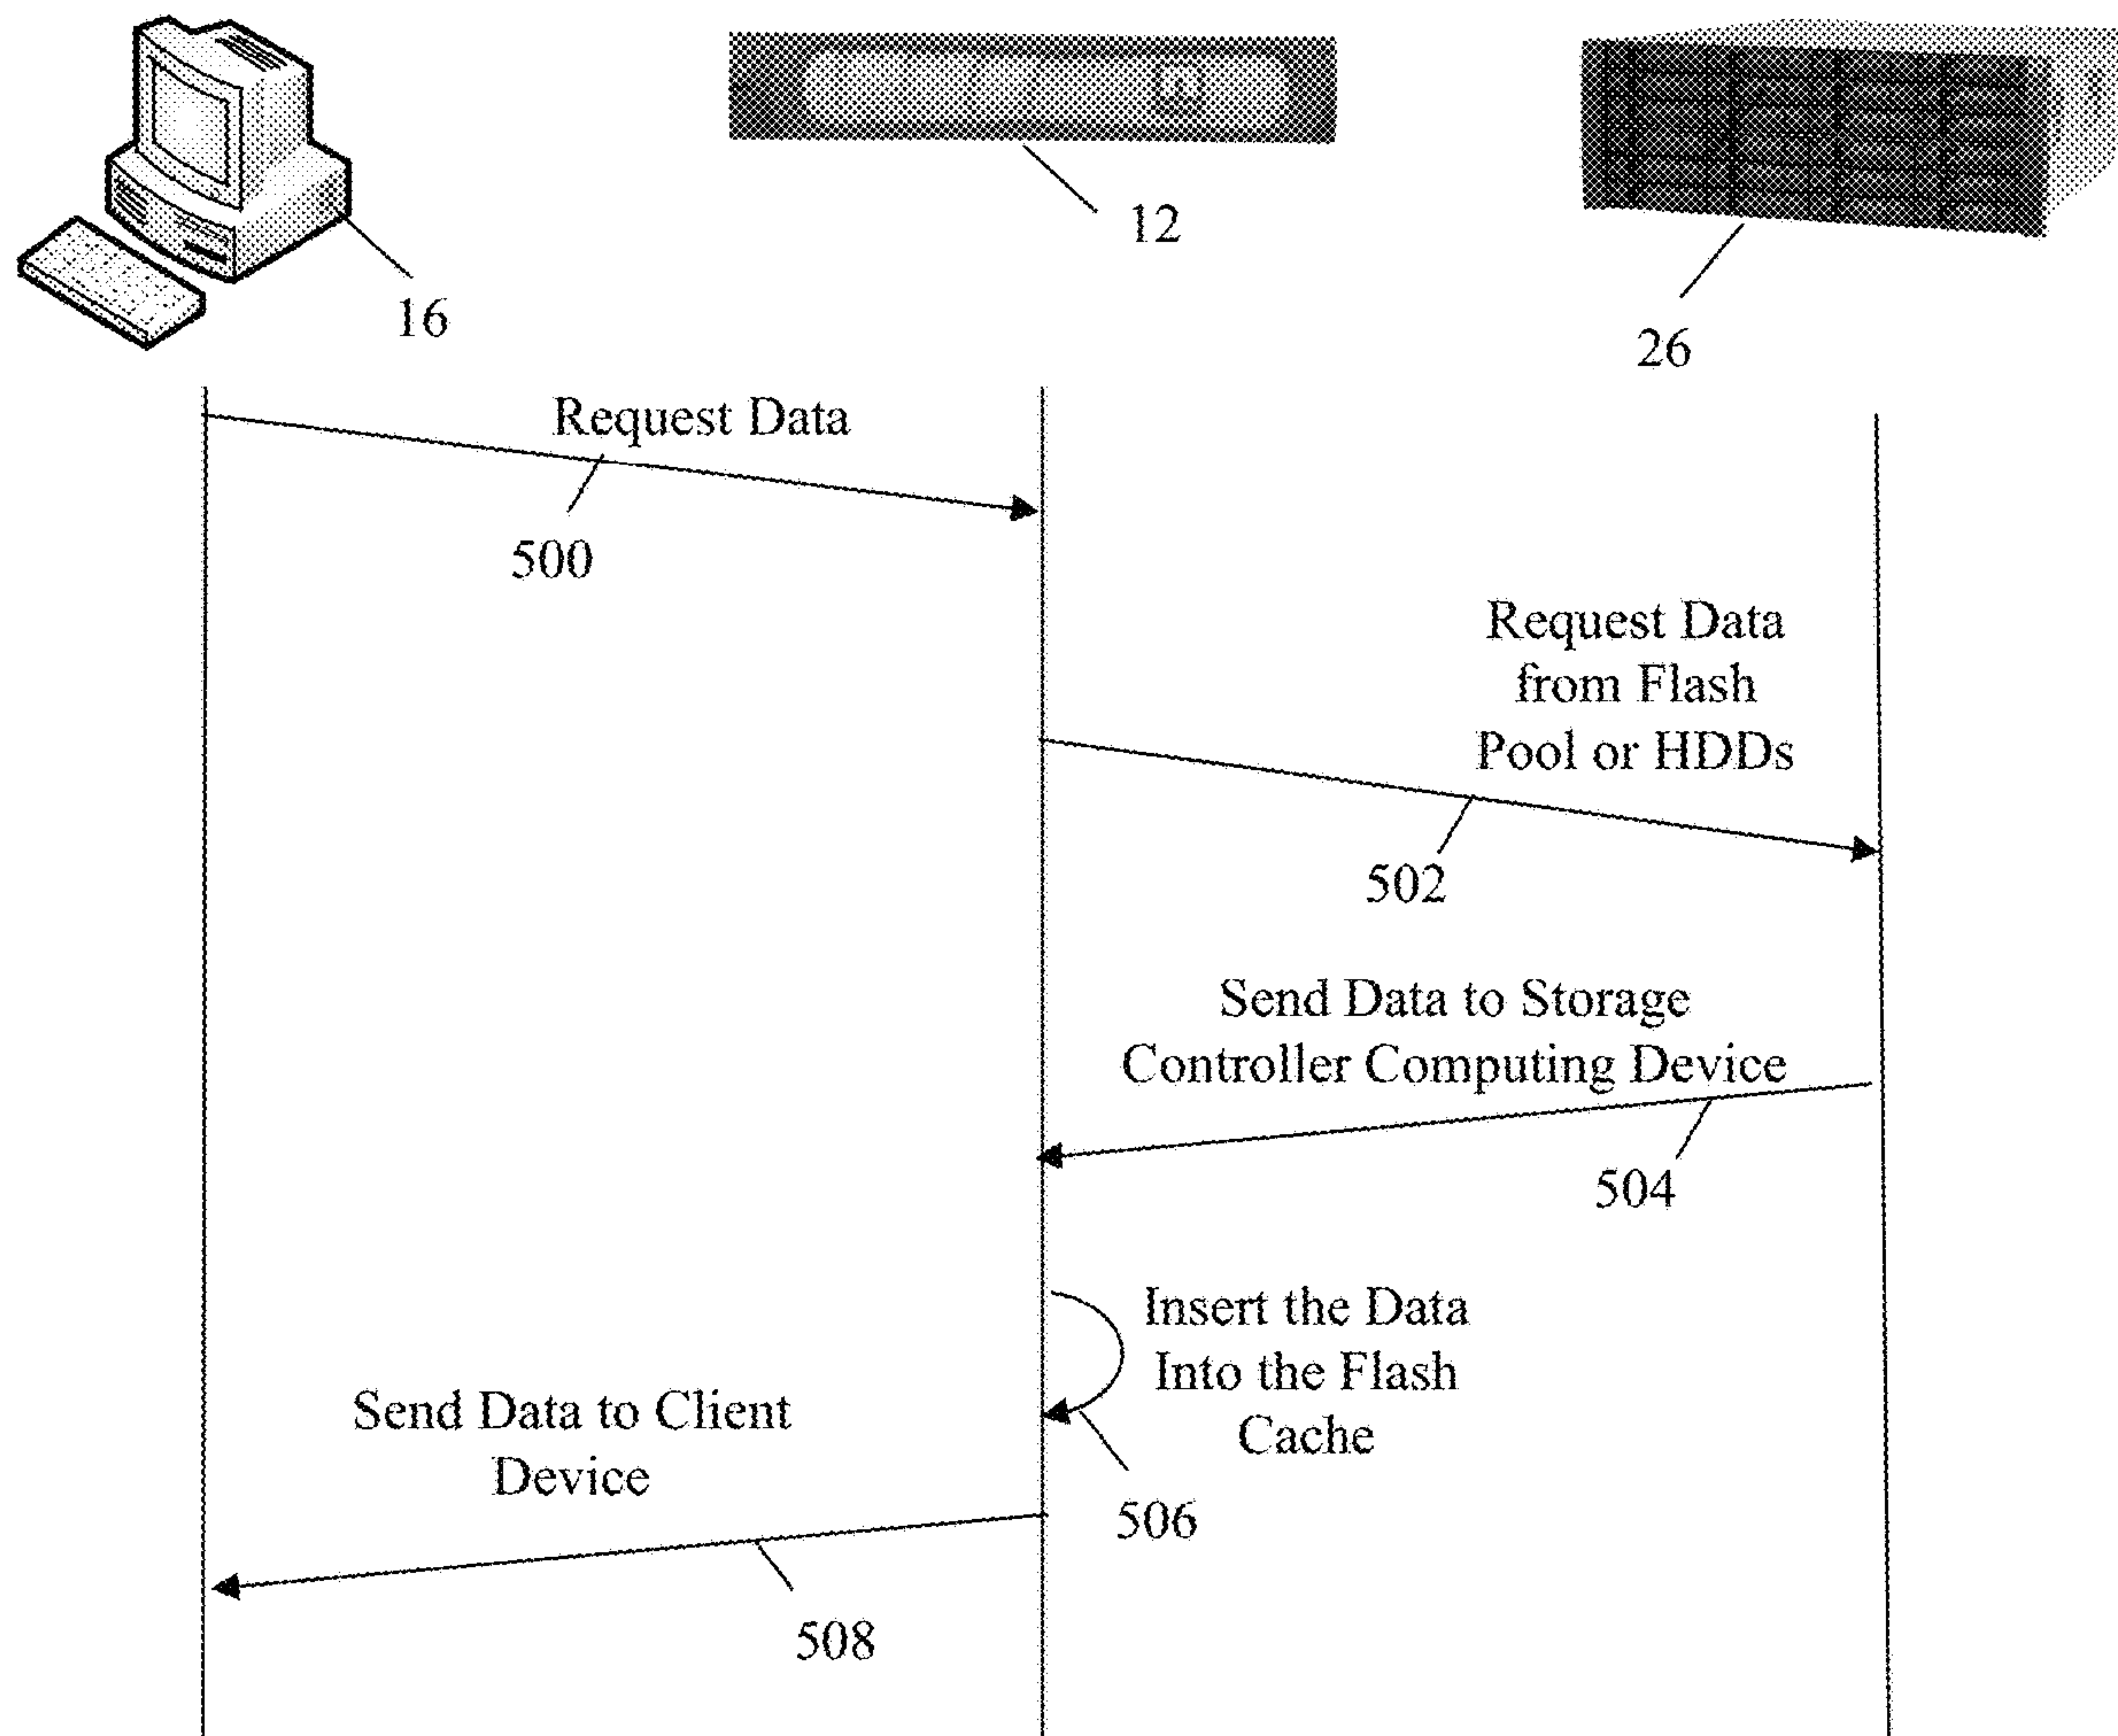 12
16
26
Request Data
500
Request Data
from Flash
Pool or HDDs
502
Send Data to Storage
Controller Computing Device
504
Insert the Data
Into the Flash
Cache
506
Send Data to Client
Device
508